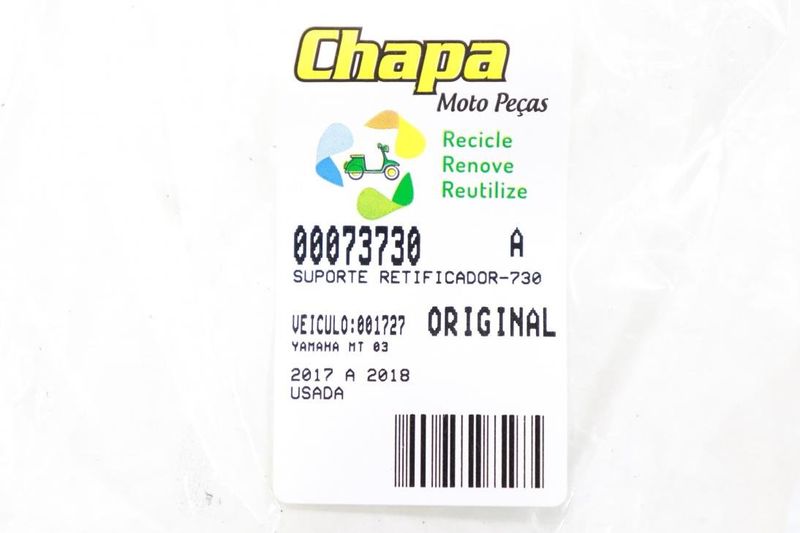 Chapa
Moto Peças
Recicle
Renove
Reutilize
00073730 A
SUPORTE RETIFICADOR-730
VEICULO:001727 ORIGINAL
YAMAHA MT 03
2017 A 2018
USADA